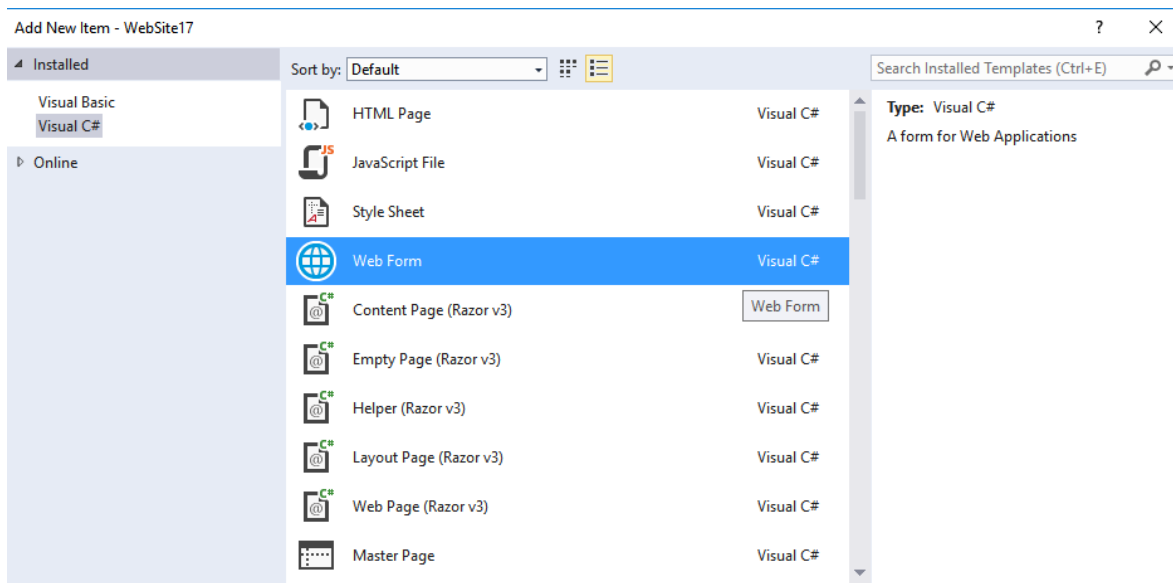 Add New Item - WebSite17
?
Installed
Visual Basic
Visual C#
Online
Sort by: Default
HTML Page Visual C#
JS
JavaScript File Visual C#
Style Sheet Visual C#
Web Form Visual C#
C#
@
Content Page (Razor v3)
Web Form
C#
@
Empty Page (Razor v3) Visual C#
C#
@
Helper (Razor v3) Visual C#
C#
@
Layout Page (Razor v3) Visual C#
C#
@
Web Page (Razor v3) Visual C#
Master Page Visual C#
Search Installed Templates (Ctrl+E)
Type: Visual C#
A form for Web Applications